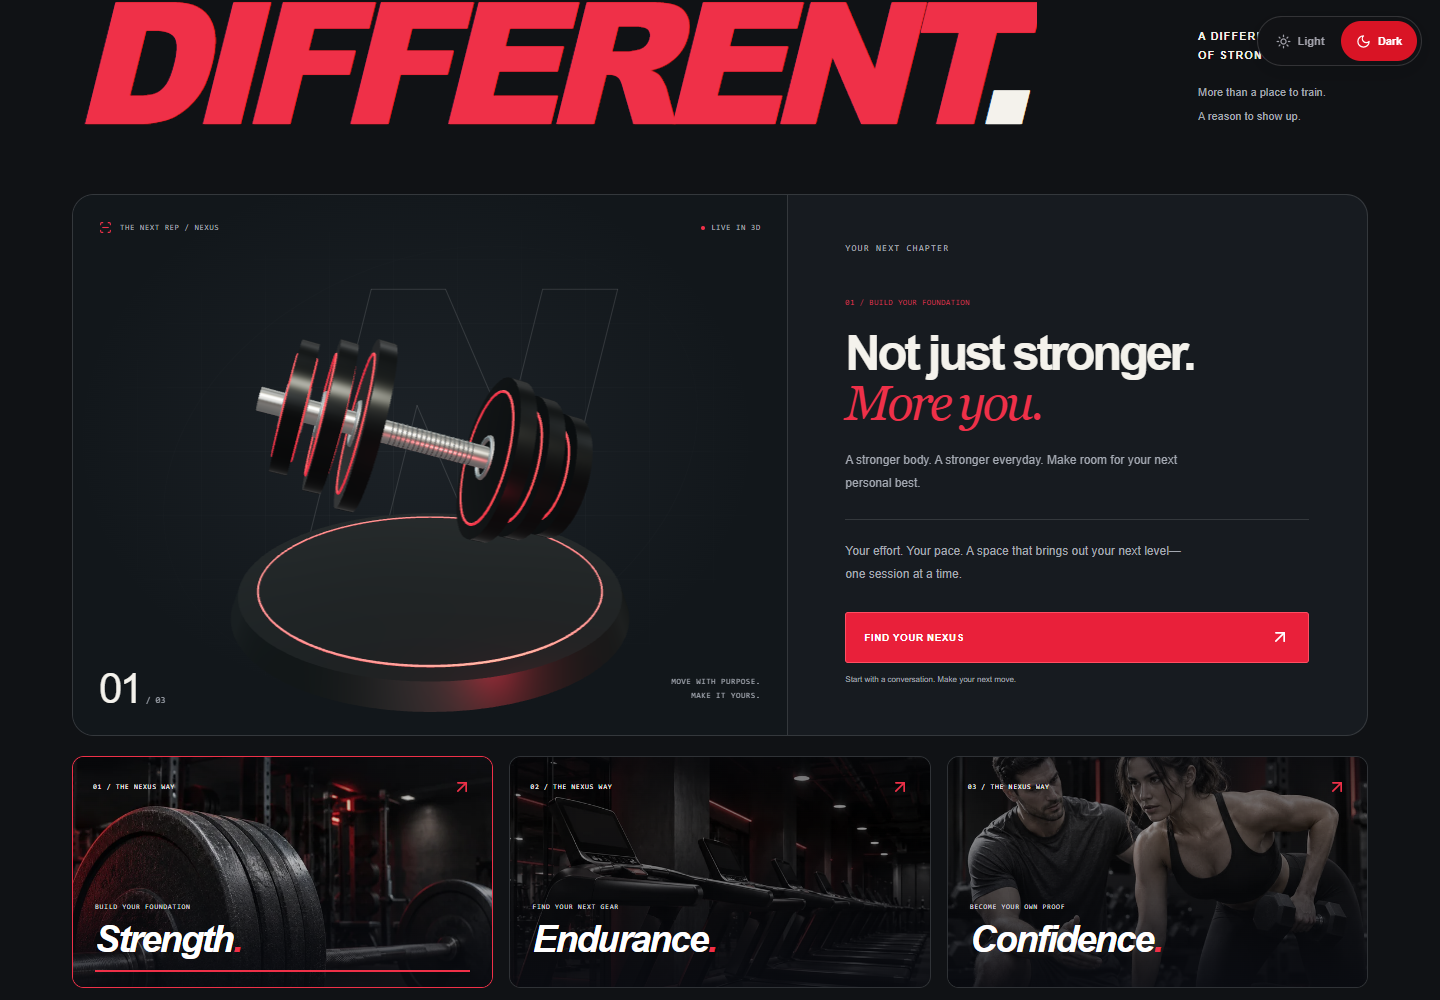 DIFFERENT.
A DIFFER
OF STRON
Light
Dark
More than a place to train.
A reason to show up.
THE NEXT REP / NEXUS
LIVE IN 3D
N
01 / 03
MOVE WITH PURPOSE.
MAKE IT YOURS.
YOUR NEXT CHAPTER
01 / BUILD YOUR FOUNDATION
Not just stronger.
More you.
A stronger body. A stronger everyday. Make room for your next
personal best.
Your effort. Your pace. A space that brings out your next level—
one session at a time.
FIND YOUR NEXUS
Start with a conversation. Make your next move.
01 / THE NEXUS WAY
BUILD YOUR FOUNDATION
Strength.
02 / THE NEXUS WAY
FIND YOUR NEXT GEAR
Endurance.
03 / THE NEXUS WAY
BECOME YOUR OWN PROOF
Confidence.